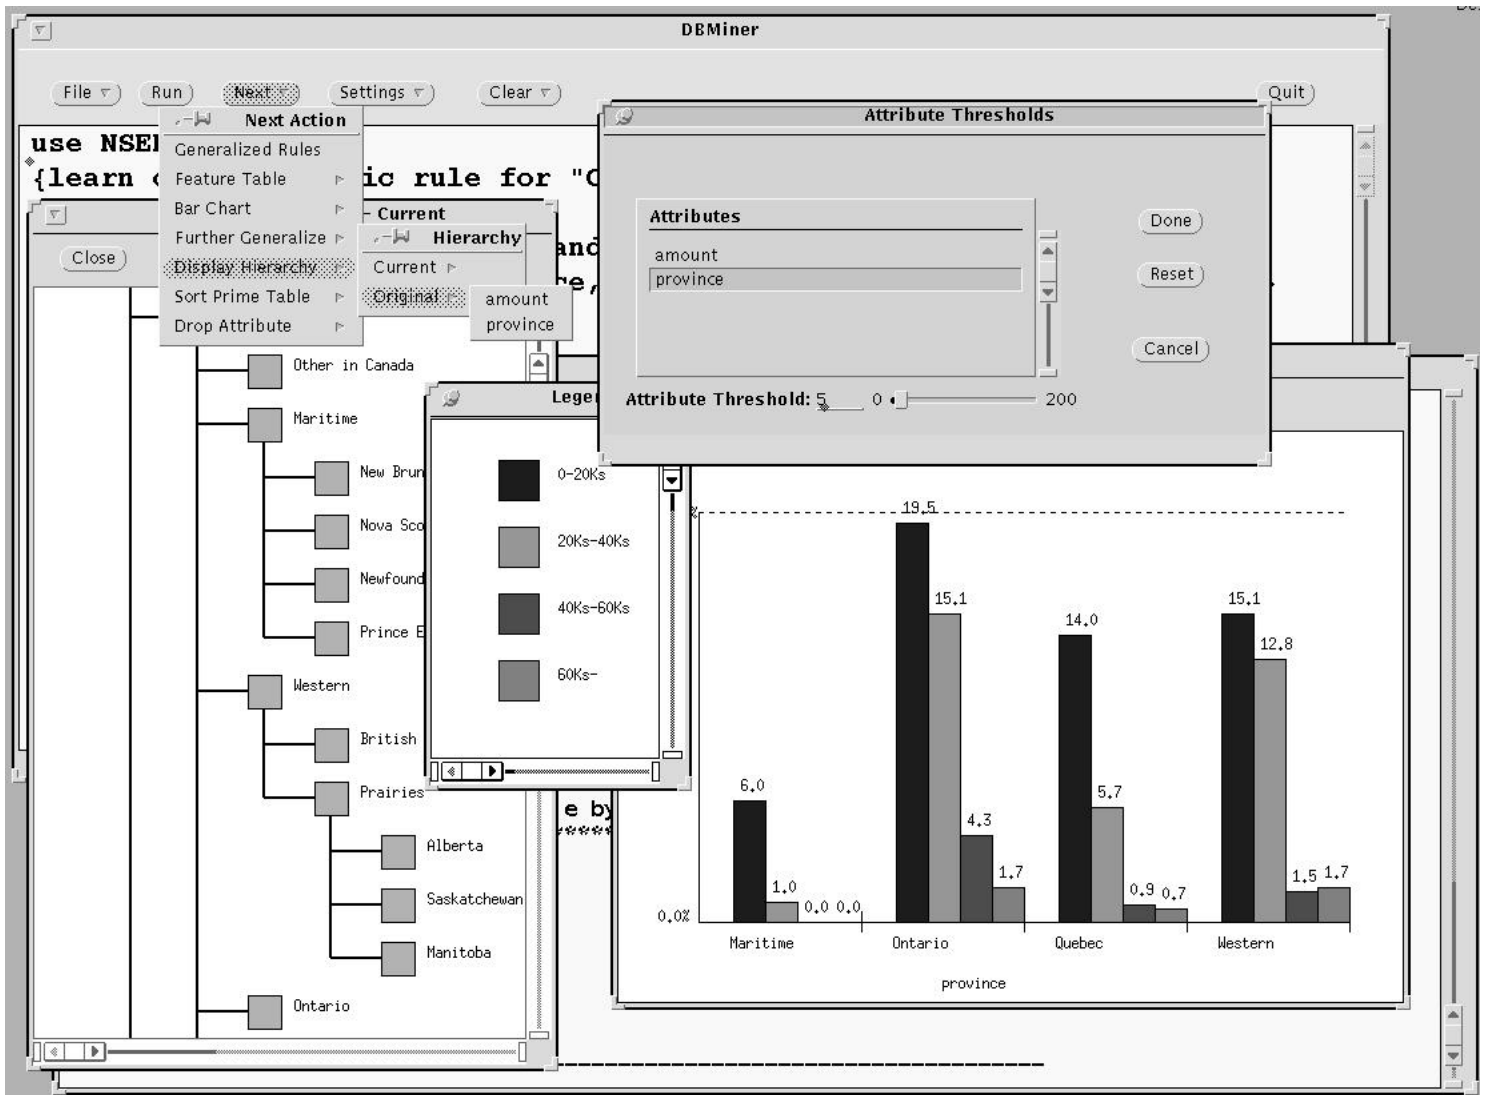 DBMiner
File
Run
Next
Settings
Clear
Quit
use
{learn
ic rule for "
Next Action
Generalized Rules
Feature Table
Bar Chart
Further Generalize
Display Hierarchy
Sort Prime Table
Drop Attribute
- Current
Close
Hierarchy
Current
Original
amount
province
Attribute Thresholds
Attributes
amount
province
Done
Reset
Cancel
Attribute Threshold: 5 0 200
Other in Canada
Maritime
New
Nova
Prince
Western
British
Prairies
Alberta
Saskatchewan
Manitoba
Ontario
0-20Ks
20Ks-40Ks
40Ks-60Ks
60Ks-
e by
****
%
0.0%
6.0 1.0 0.0 0.0
19.5 15.1 4.3 1.7
14.0 5.7 0.9 0.7
15.1 12.8 1.5 1.7
Maritime Ontario Quebec Western
province